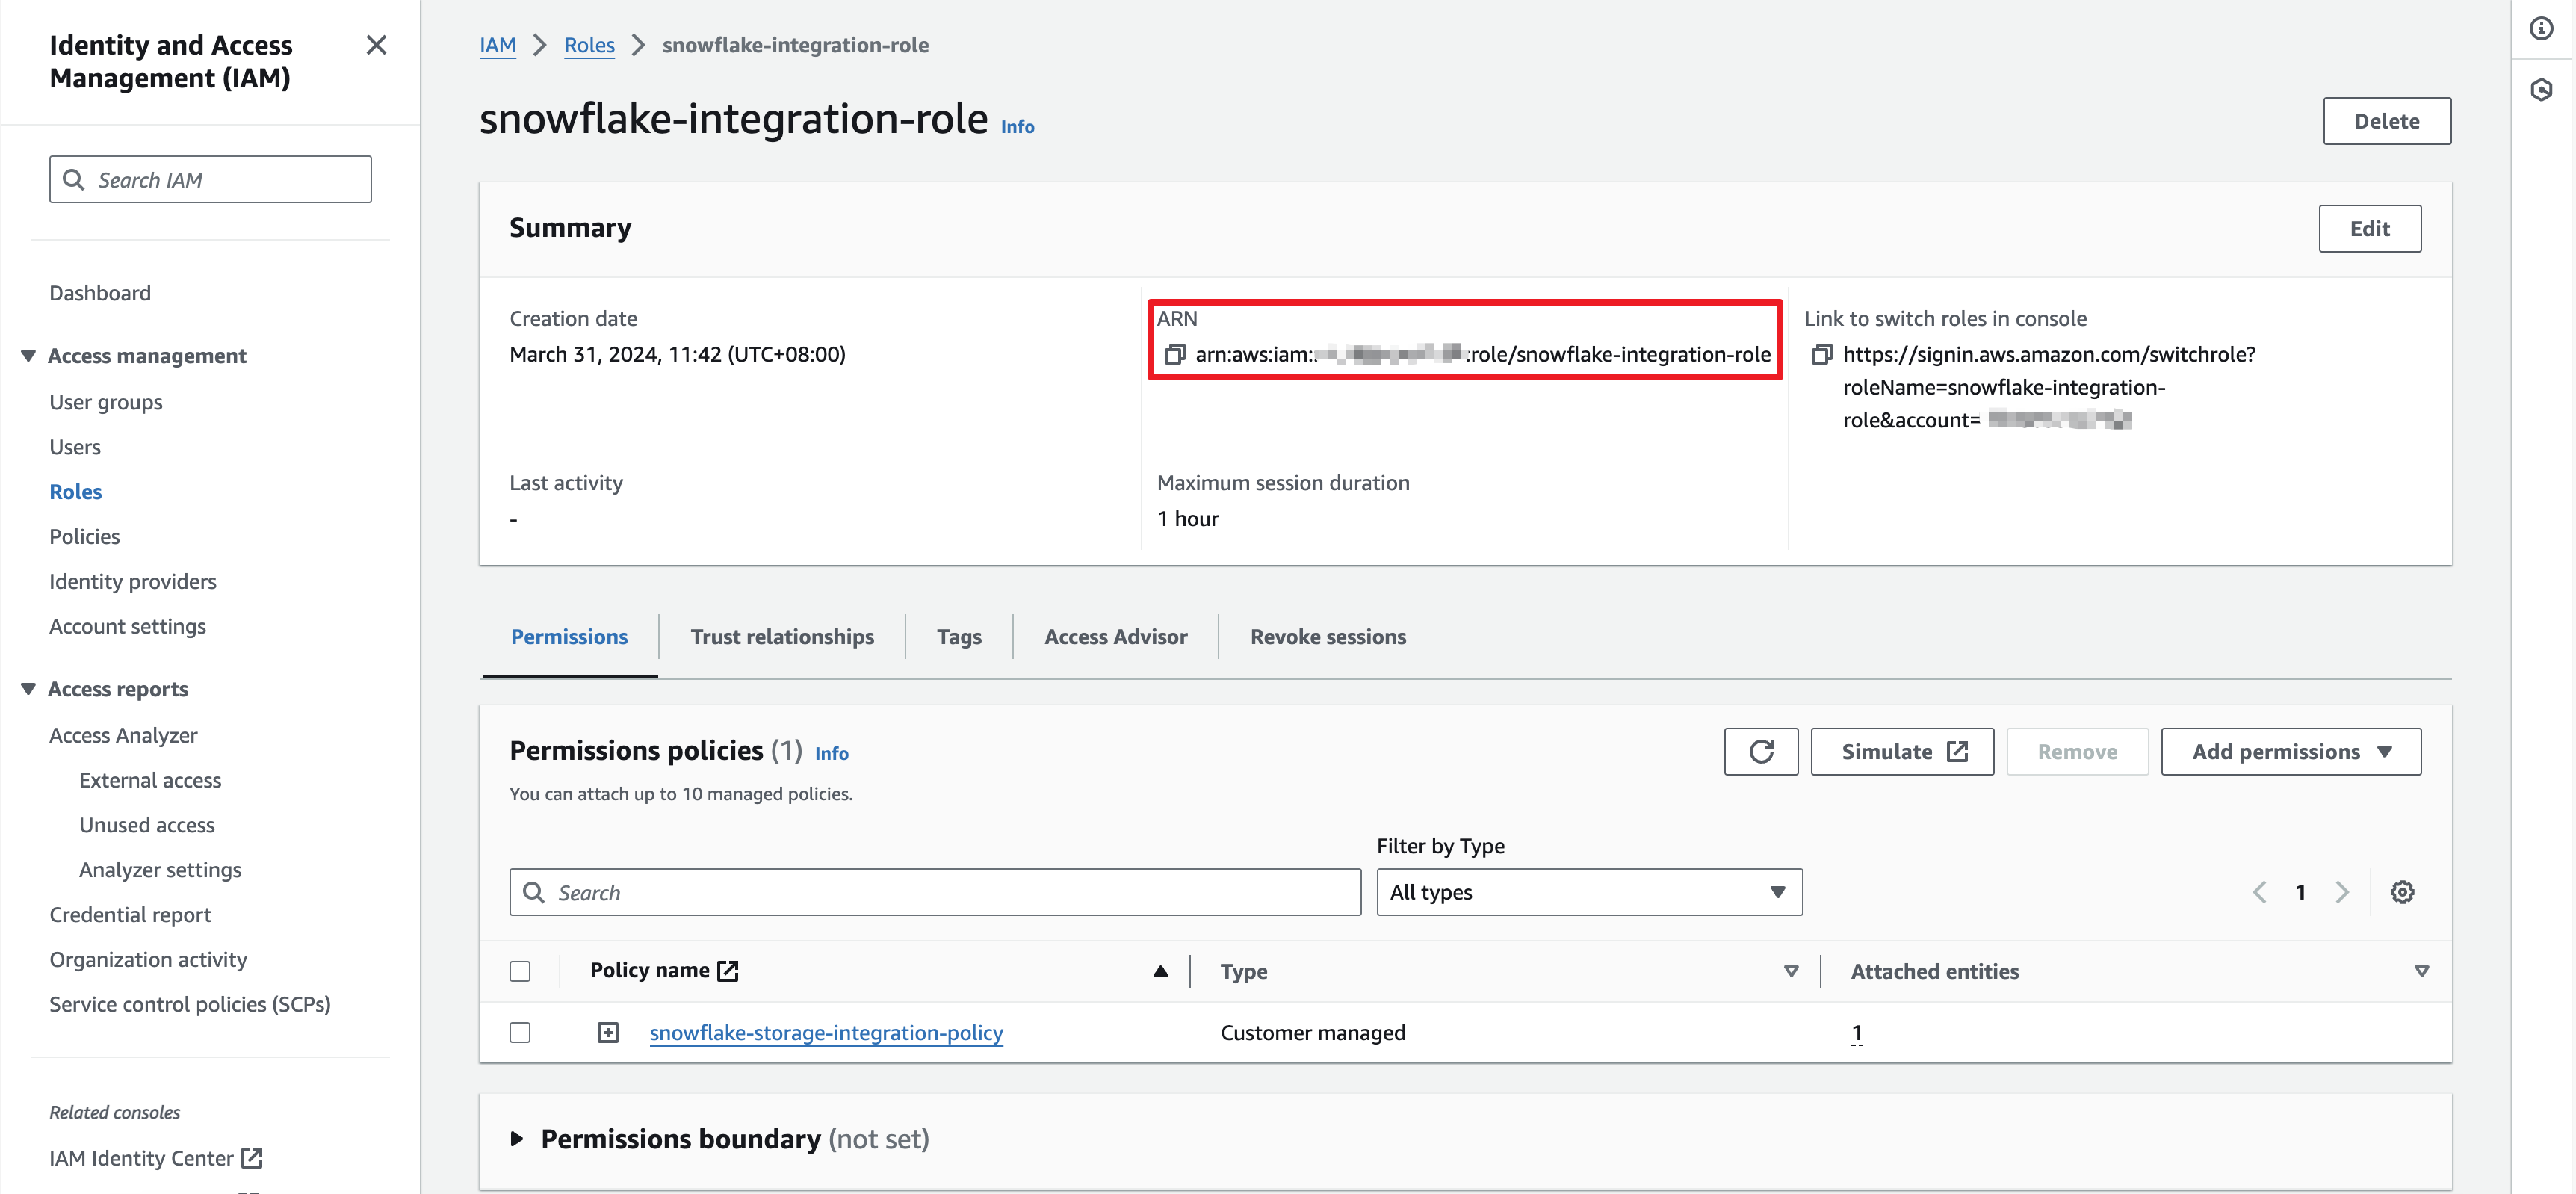 Identity and Access
Management (IAM)
Search IAM
Dashboard
Access management
User groups
Users
Roles
Policies
Identity providers
Account settings
Access reports
Access Analyzer
External access
Unused access
Analyzer settings
Credential report
Organization activity
Service control policies (SCPs)
Related consoles
IAM Identity Center
IAM > Roles > snowflake-integration-role
snowflake-integration-role Info
Delete
Summary
Edit
Creation date
March 31, 2024, 11:42 (UTC+08:00)
ARN
arn:aws:iam:: :role/snowflake-integration-role
Link to switch roles in console
https://signin.aws.amazon.com/switchrole?
roleName=snowflake-integration-
role&account=
Last activity
-
Maximum session duration
1 hour
Permissions Trust relationships Tags Access Advisor Revoke sessions
Permissions policies (1) Info
You can attach up to 10 managed policies.
Simulate Remove Add permissions
Filter by Type
Search All types 1
Policy name Type Attached entities
snowflake-storage-integration-policy Customer managed 1
Permissions boundary (not set)